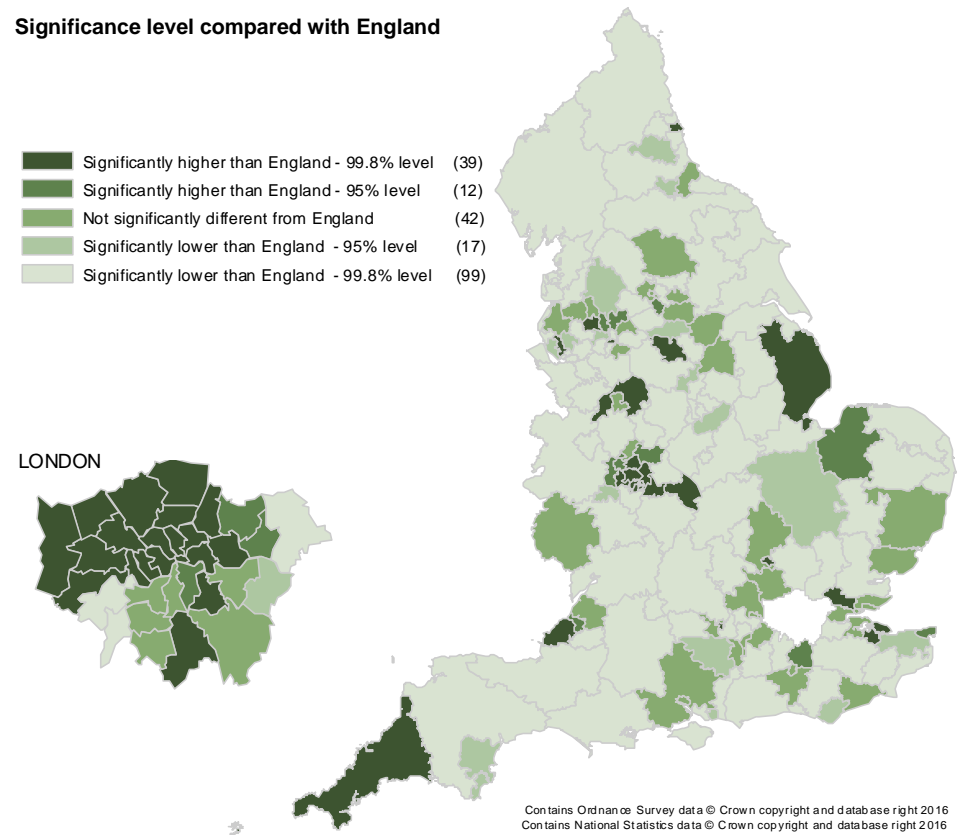 Significance level compared with England
Significantly higher than England - 99.8% level (39)
Significantly higher than England - 95% level (12)
Not significantly different from England (42)
Significantly lower than England - 95% level (17)
Significantly lower than England - 99.8% level (99)
LONDON
Contains Ordnance Survey data © Crown copyright and database right 2016
Contains National Statistics data © Crown copyright and database right 2016